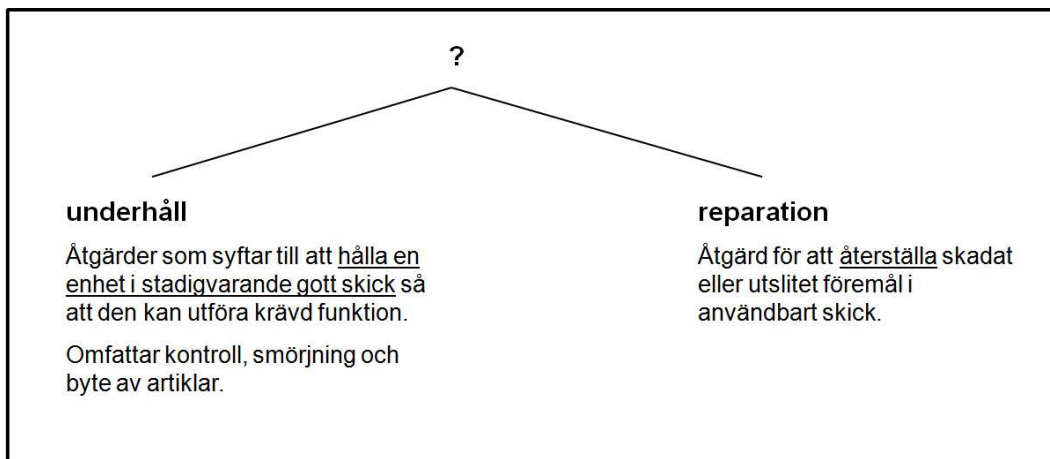 ?
underhåll
Åtgärder som syftar till att hålla en
enhet i stadigvarande gott skick så
att den kan utföra krävd funktion.
Omfattar kontroll, smörjning och
byte av artiklar.
reparation
Åtgärd för att återställa skadat
eller utslitet föremål i
användbart skick.